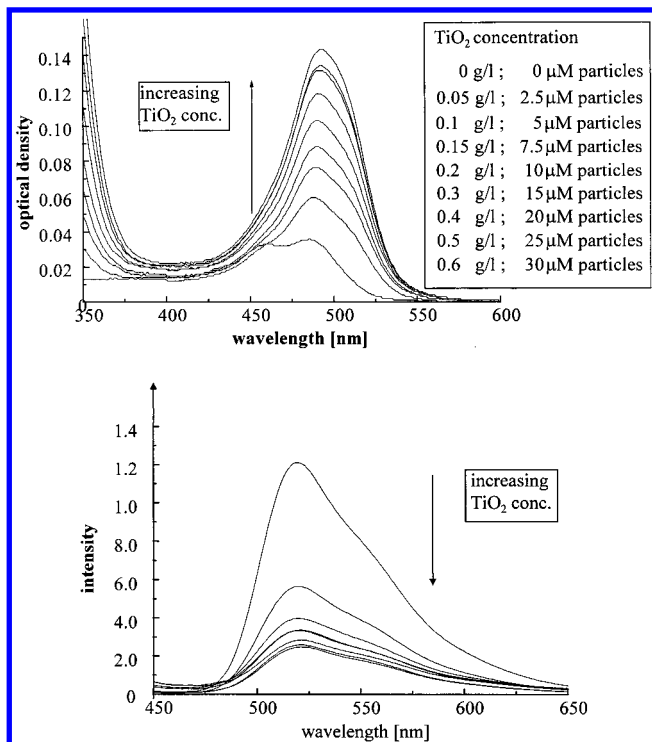 0.14
0.12
0.10
0.08
0.06
0.04
0.02
0
optical density
increasing
TiO2 conc.
350
400
450
500
550
600
wavelength [nm]
TiO2 concentration
0 g/l ; 0 µM particles
0.05 g/l ; 2.5 µM particles
0.1 g/l ; 5 µM particles
0.15 g/l ; 7.5 µM particles
0.2 g/l ; 10 µM particles
0.3 g/l ; 15 µM particles
0.4 g/l ; 20 µM particles
0.5 g/l ; 25 µM particles
0.6 g/l ; 30 µM particles
1.4
1.2
1.0
8.0
6.0
4.0
2.0
0
intensity
increasing
TiO2 conc.
450
500
550
600
650
wavelength [nm]